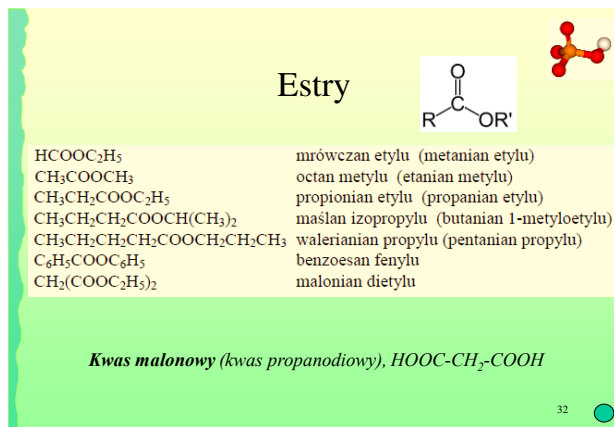 Estry
O
C
R OR'
HCOOC₂H₅ mrówczan etylu (metanian etylu)
CH₃COOCH₃ octan metylu (etanian metylu)
CH₃CH₂COOC₂H₅ propionian etylu (propanian etylu)
CH₃CH₂CH₂COOCH(CH₃)₂ maślan izopropylu (butanian 1-metyloetylu)
CH₃CH₂CH₂CH₂COOCH₂CH₂CH₃ walerianian propylu (pentanian propylu)
C₆H₅COOC₆H₅ benzoesan fenylu
CH₂(COOC₂H₅)₂ malonian dietylu
Kwas malonowy (kwas propanodiowy), HOOC-CH₂-COOH
32